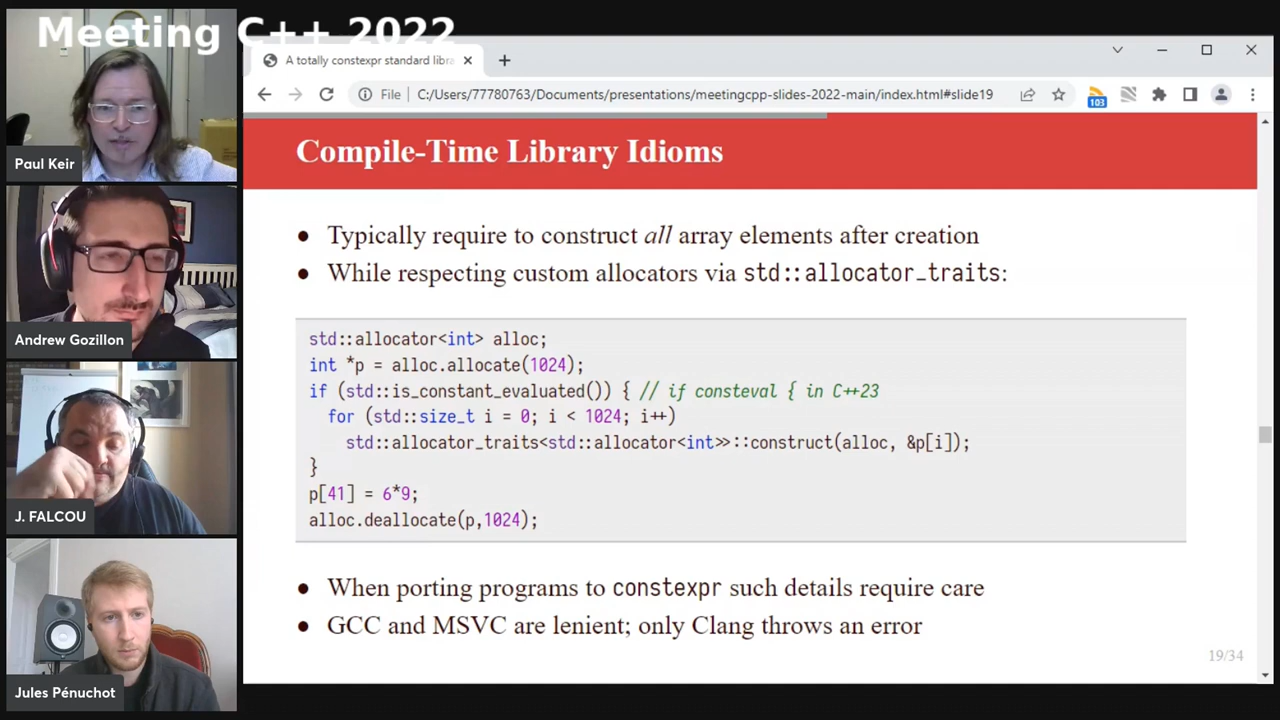 Meeting C++ 2022
Paul Keir
Andrew Gozillon
J. FALCOU
Jules Pénuchot
A totally constexpr standard libra
File
C:/Users/77780763/Documents/presentations/meetingcpp-slides-2022-main/index.html#slide19
103
Compile-Time Library Idioms
● Typically require to construct all array elements after creation
● While respecting custom allocators via std::allocator_traits:
std::allocator<int> alloc;
int *p = alloc.allocate(1024);
if (std::is_constant_evaluated()) { // if consteval { in C++23
for (std::size_t i = 0; i < 1024; i++)
std::allocator_traits<std::allocator<int>>::construct(alloc, &p[i]);
}
p[41] = 6*9;
alloc.deallocate(p,1024);
● When porting programs to constexpr such details require care
● GCC and MSVC are lenient; only Clang throws an error
19/34